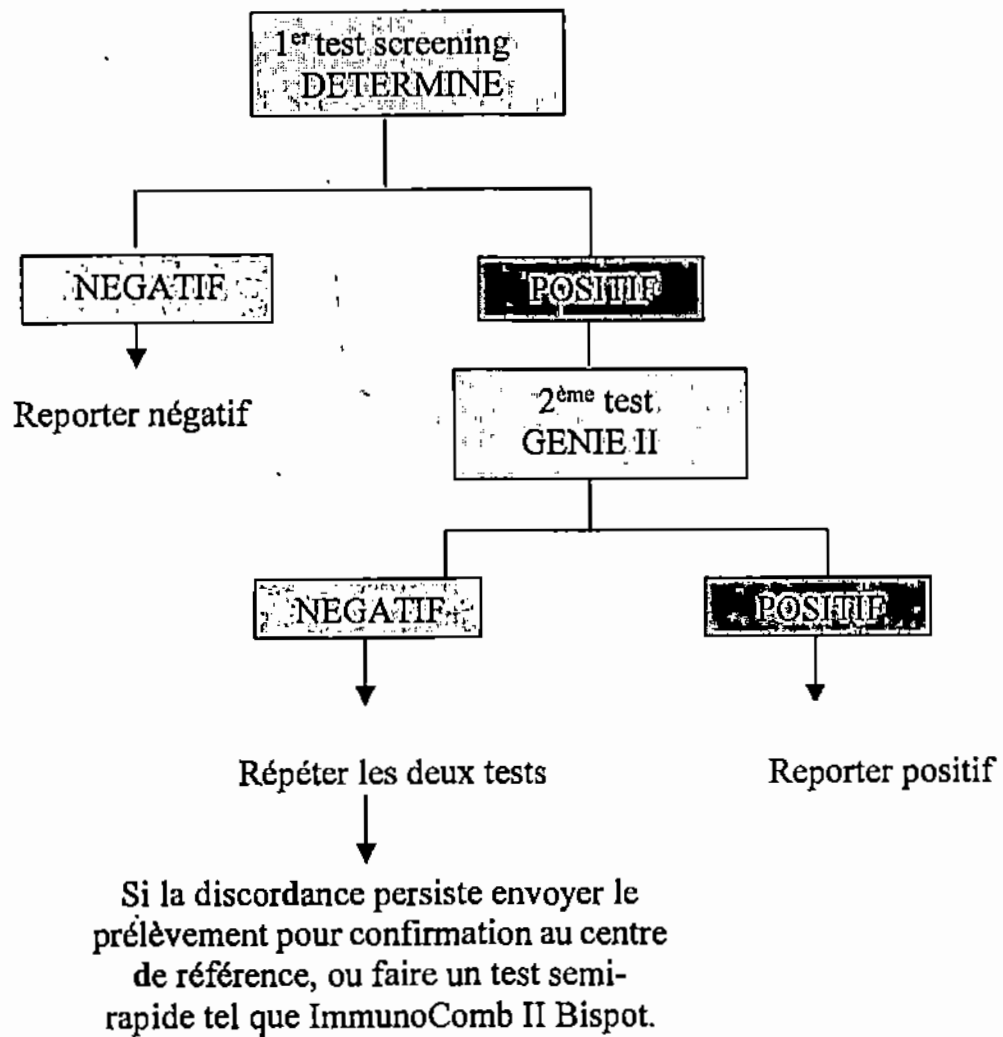 1er test screening
DETERMINE
NEGATIF
POSITIF
Reporter négatif
2ème test
GENIE II
NEGATIF
POSITIF
Répéter les deux tests
Reporter positif
Si la discordance persiste envoyer le
prélèvement pour confirmation au centre
de référence, ou faire un test semi-
rapide tel que ImmunoComb II Bispot.